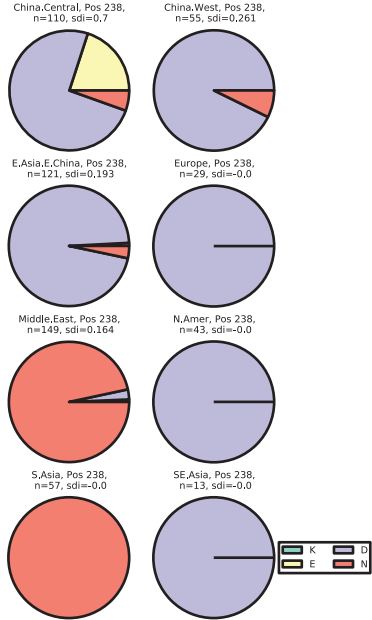 China.Central, Pos 238,
n=110, sdi=0.7
China.West, Pos 238,
n=55, sdi=0.261
E.Asia,E.China, Pos 238,
n=121, sdi=0.193
Europe, Pos 238,
n=29, sdi=-0.0
Middle.East, Pos 238,
n=149, sdi=0.164
N.Amer, Pos 238,
n=43, sdi=-0.0
S.Asia, Pos 238,
n=57, sdi=-0.0
SE.Asia, Pos 238,
n=13, sdi=-0.0
K D
E N